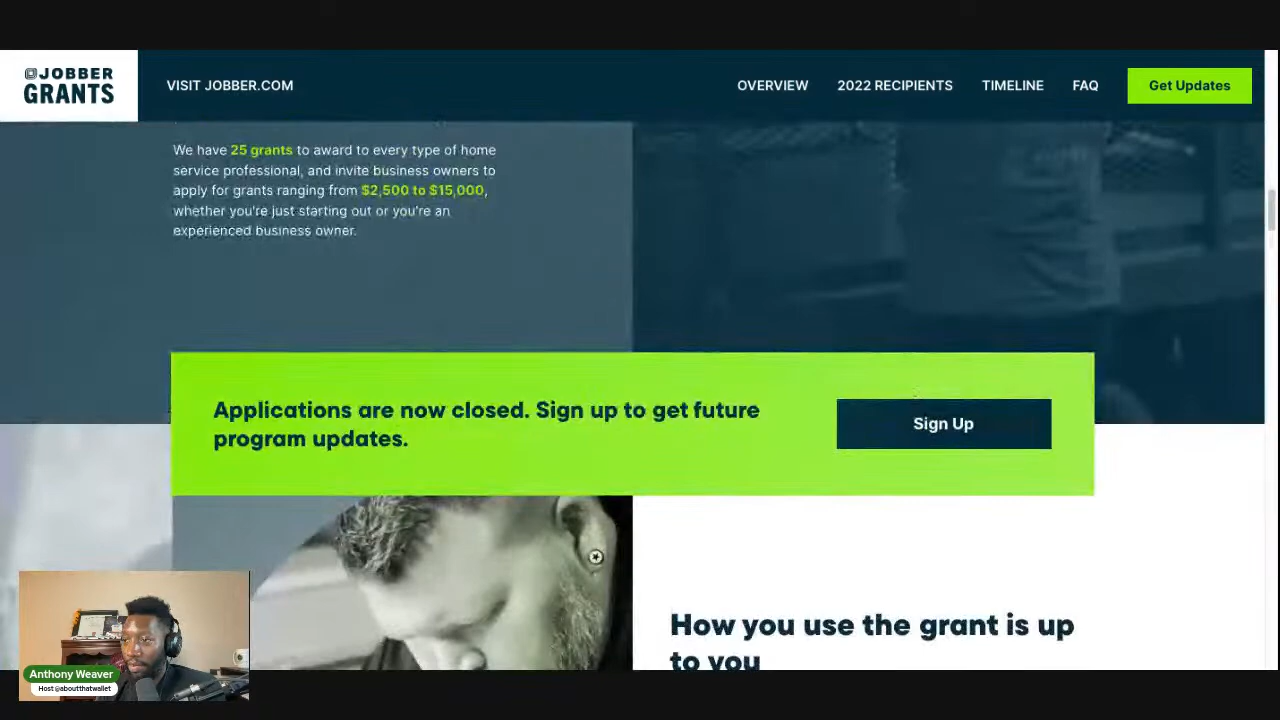 JOBBER
GRANTS
VISIT JOBBER.COM
OVERVIEW
2022 RECIPIENTS
TIMELINE
FAQ
Get Updates
We have 25 grants to award to every type of home
service professional, and invite business owners to
apply for grants ranging from $2,500 to $15,000,
whether you're just starting out or you're an
experienced business owner.
Applications are now closed. Sign up to get future
program updates.
Sign Up
How you use the grant is up
to you
Anthony Weaver
Host @aboutthatwallet